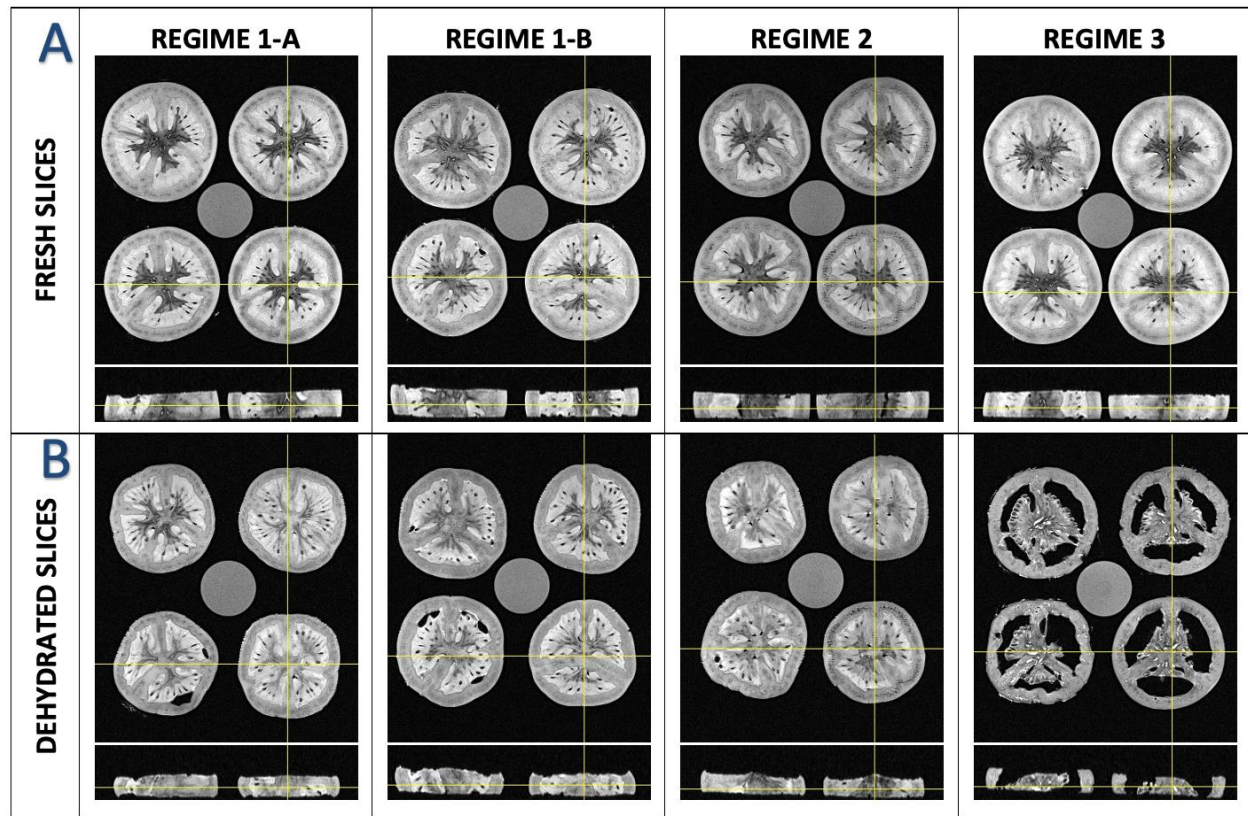 A
REGIME 1-A
REGIME 1-B
REGIME 2
REGIME 3
FRESH SLICES
B
DEHYDRATED SLICES